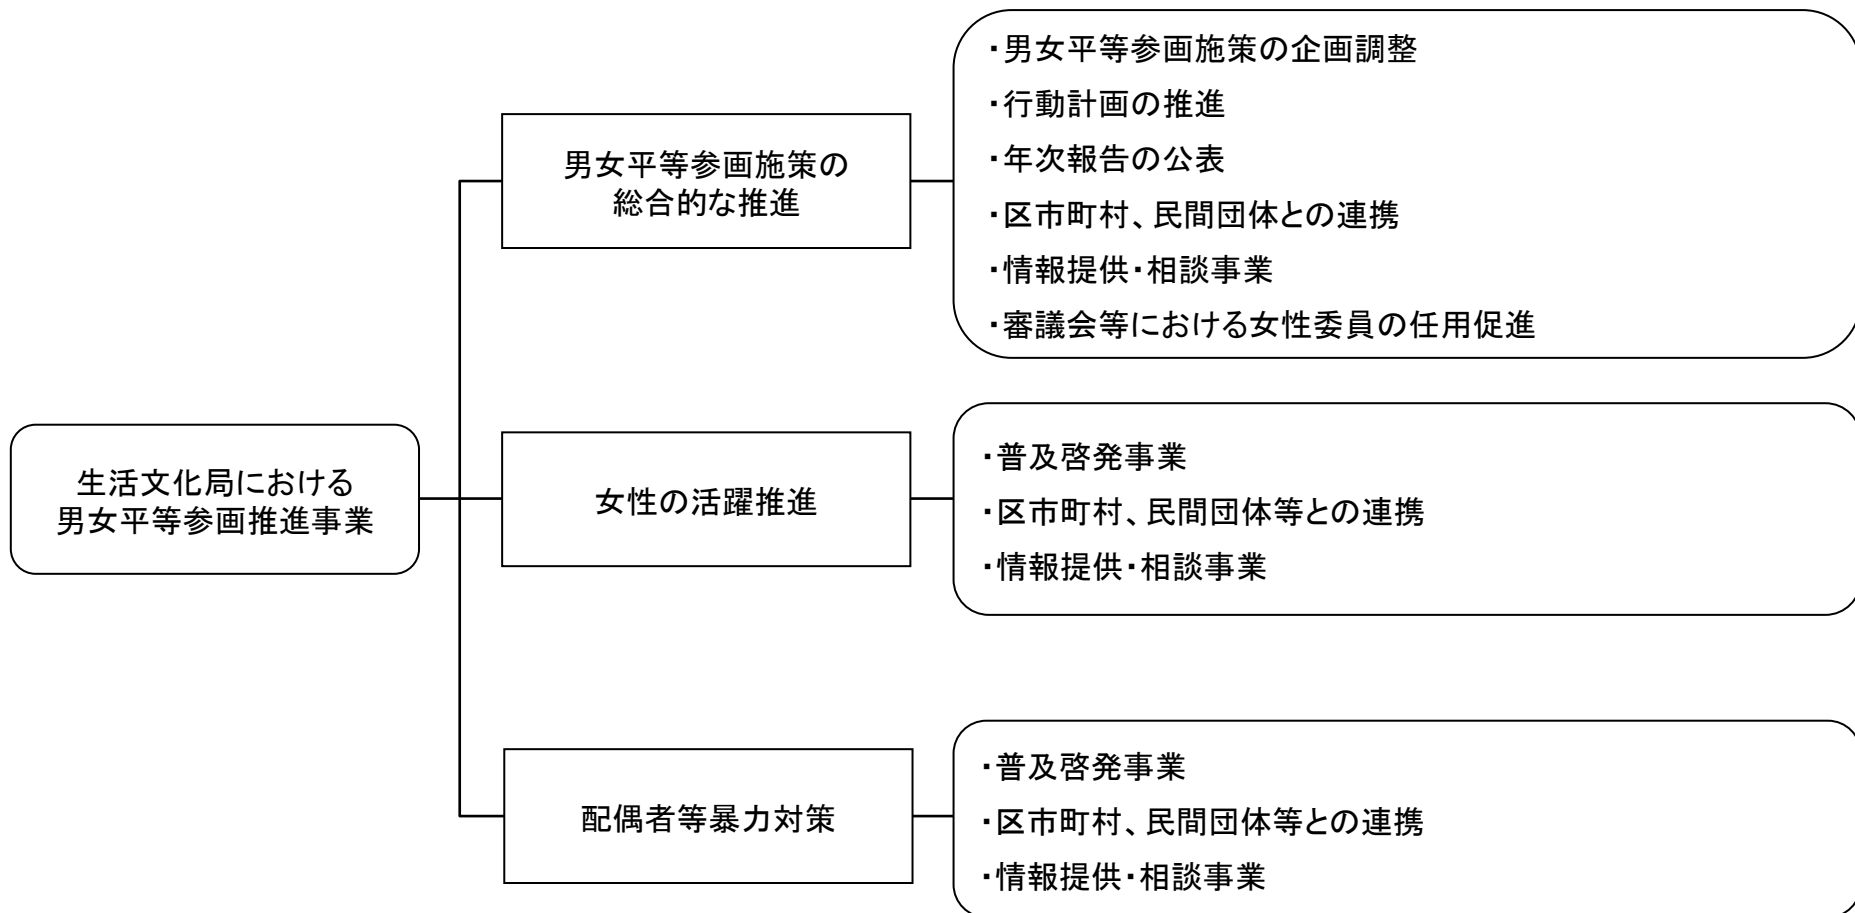 生活文化局における
男女平等参画推進事業
男女平等参画施策の
総合的な推進
・男女平等参画施策の企画調整
・行動計画の推進
・年次報告の公表
・区市町村、民間団体との連携
・情報提供・相談事業
・審議会等における女性委員の任用促進
女性の活躍推進
・普及啓発事業
・区市町村、民間団体等との連携
・情報提供・相談事業
配偶者等暴力対策
・普及啓発事業
・区市町村、民間団体等との連携
・情報提供・相談事業